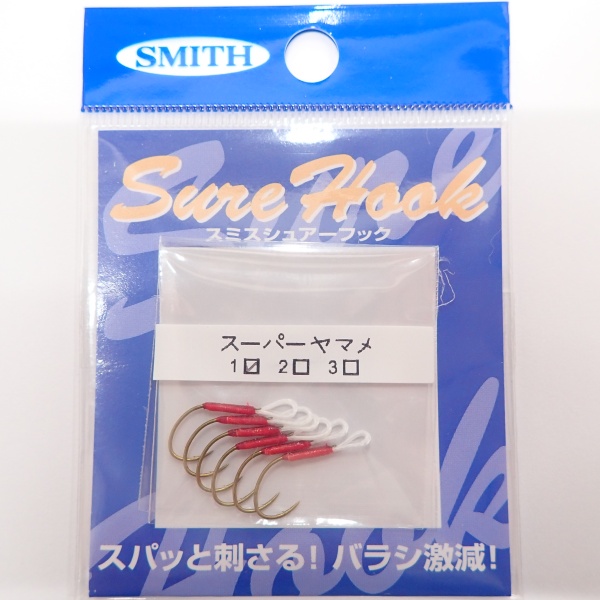 SMITH
Sure Hook
スミスシュアーフック
スーパーヤマメ
1☑ 2☐ 3☐
スパッと刺さる! バラシ激減!